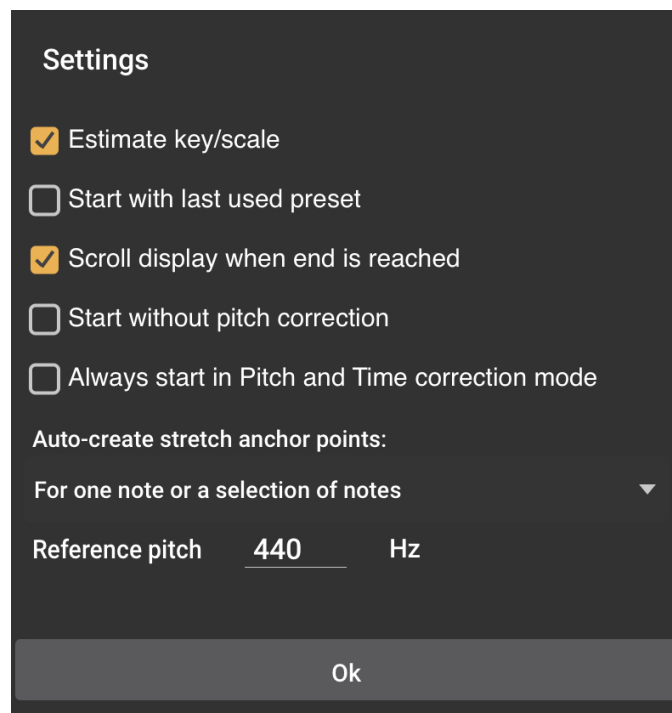 Settings
Estimate key/scale
Start with last used preset
Scroll display when end is reached
Start without pitch correction
Always start in Pitch and Time correction mode
Auto-create stretch anchor points:
For one note or a selection of notes
Reference pitch 440 Hz
Ok